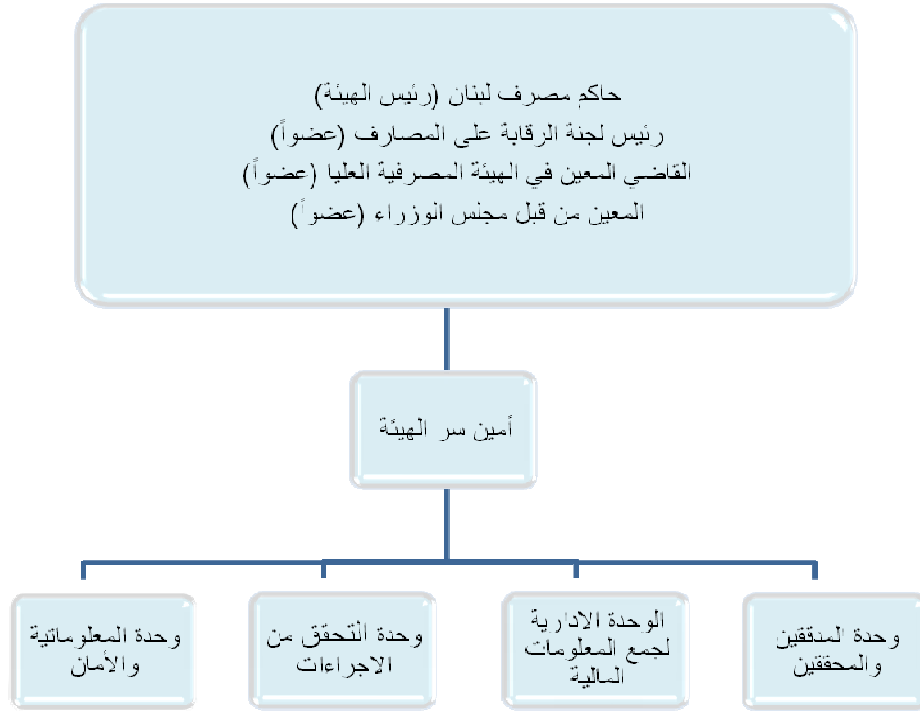 حاكم مصرف لبنان (رئيس الهيئة)
رئيس لجنة الرقابة على المصارف (عضواً)
القاضي المعين في الهيئة المصرفية العليا (عضواً)
المعين من قبل مجلس الوزراء (عضواً)
أمين سر الهيئة
وحدة المدققين
والمحققين
الوحدة الادارية
لجمع المعلومات
المالية
وحدة التحقق من
الاجراءات
وحدة المعلوماتية
والأمان